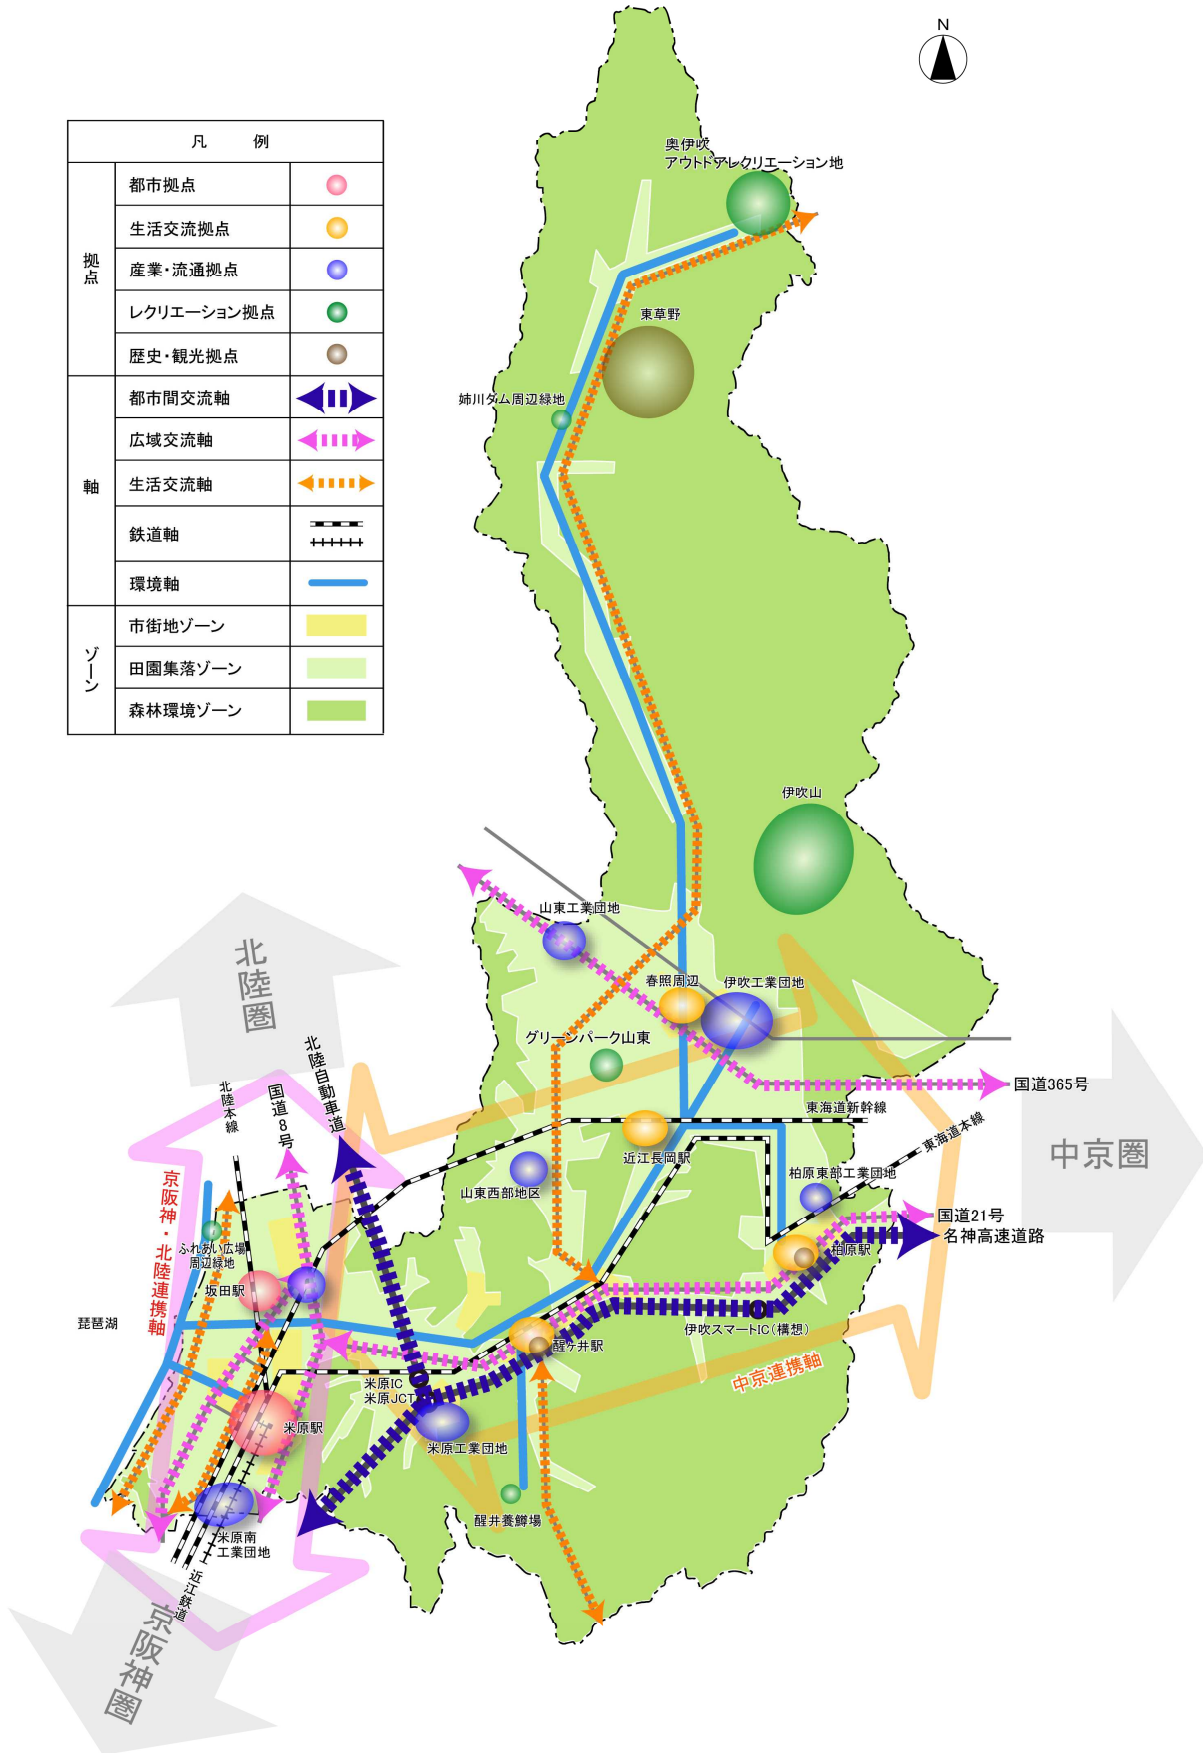 N
凡 例
拠点
都市拠点
生活交流拠点
産業・流通拠点
レクリエーション拠点
歴史・観光拠点
軸
都市間交流軸
広域交流軸
生活交流軸
鉄道軸
環境軸
ゾーン
市街地ゾーン
田園集落ゾーン
森林環境ゾーン
奥伊吹
アウトドアレクリエーション地
東草野
姉川ダム周辺緑地
伊吹山
山東工業団地
春照周辺
伊吹工業団地
グリーンパーク山東
北陸圏
北陸自動車道
国道8号
北陸本線
国道365号
東海道新幹線
東海道本線
中京圏
近江長岡駅
山東西部地区
柏原東部工業団地
国道21号
名神高速道路
柏原駅
京阪神・北陸連携軸
ふれあい広場
周辺緑地
坂田駅
琵琶湖
伊吹スマートIC(構想)
醒ヶ井駅
中京連携軸
米原IC
米原JCT
米原駅
米原工業団地
醒井養鱒場
米原南
工業団地
近江鉄道
京阪神圏